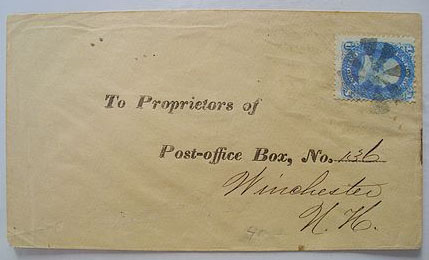 To Proprietors of
Post-office Box, No. 136
Winchester
N. H.